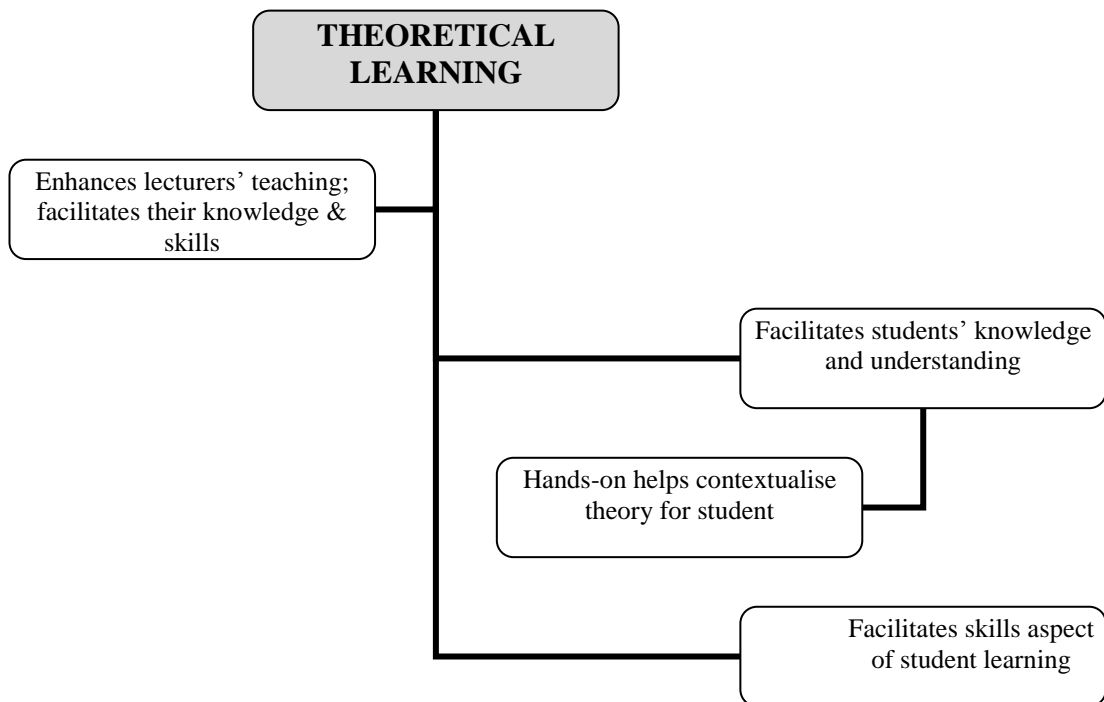 THEORETICAL
LEARNING
Enhances lecturers’ teaching;
facilitates their knowledge &
skills
Facilitates students’ knowledge
and understanding
Hands-on helps contextualise
theory for student
Facilitates skills aspect
of student learning